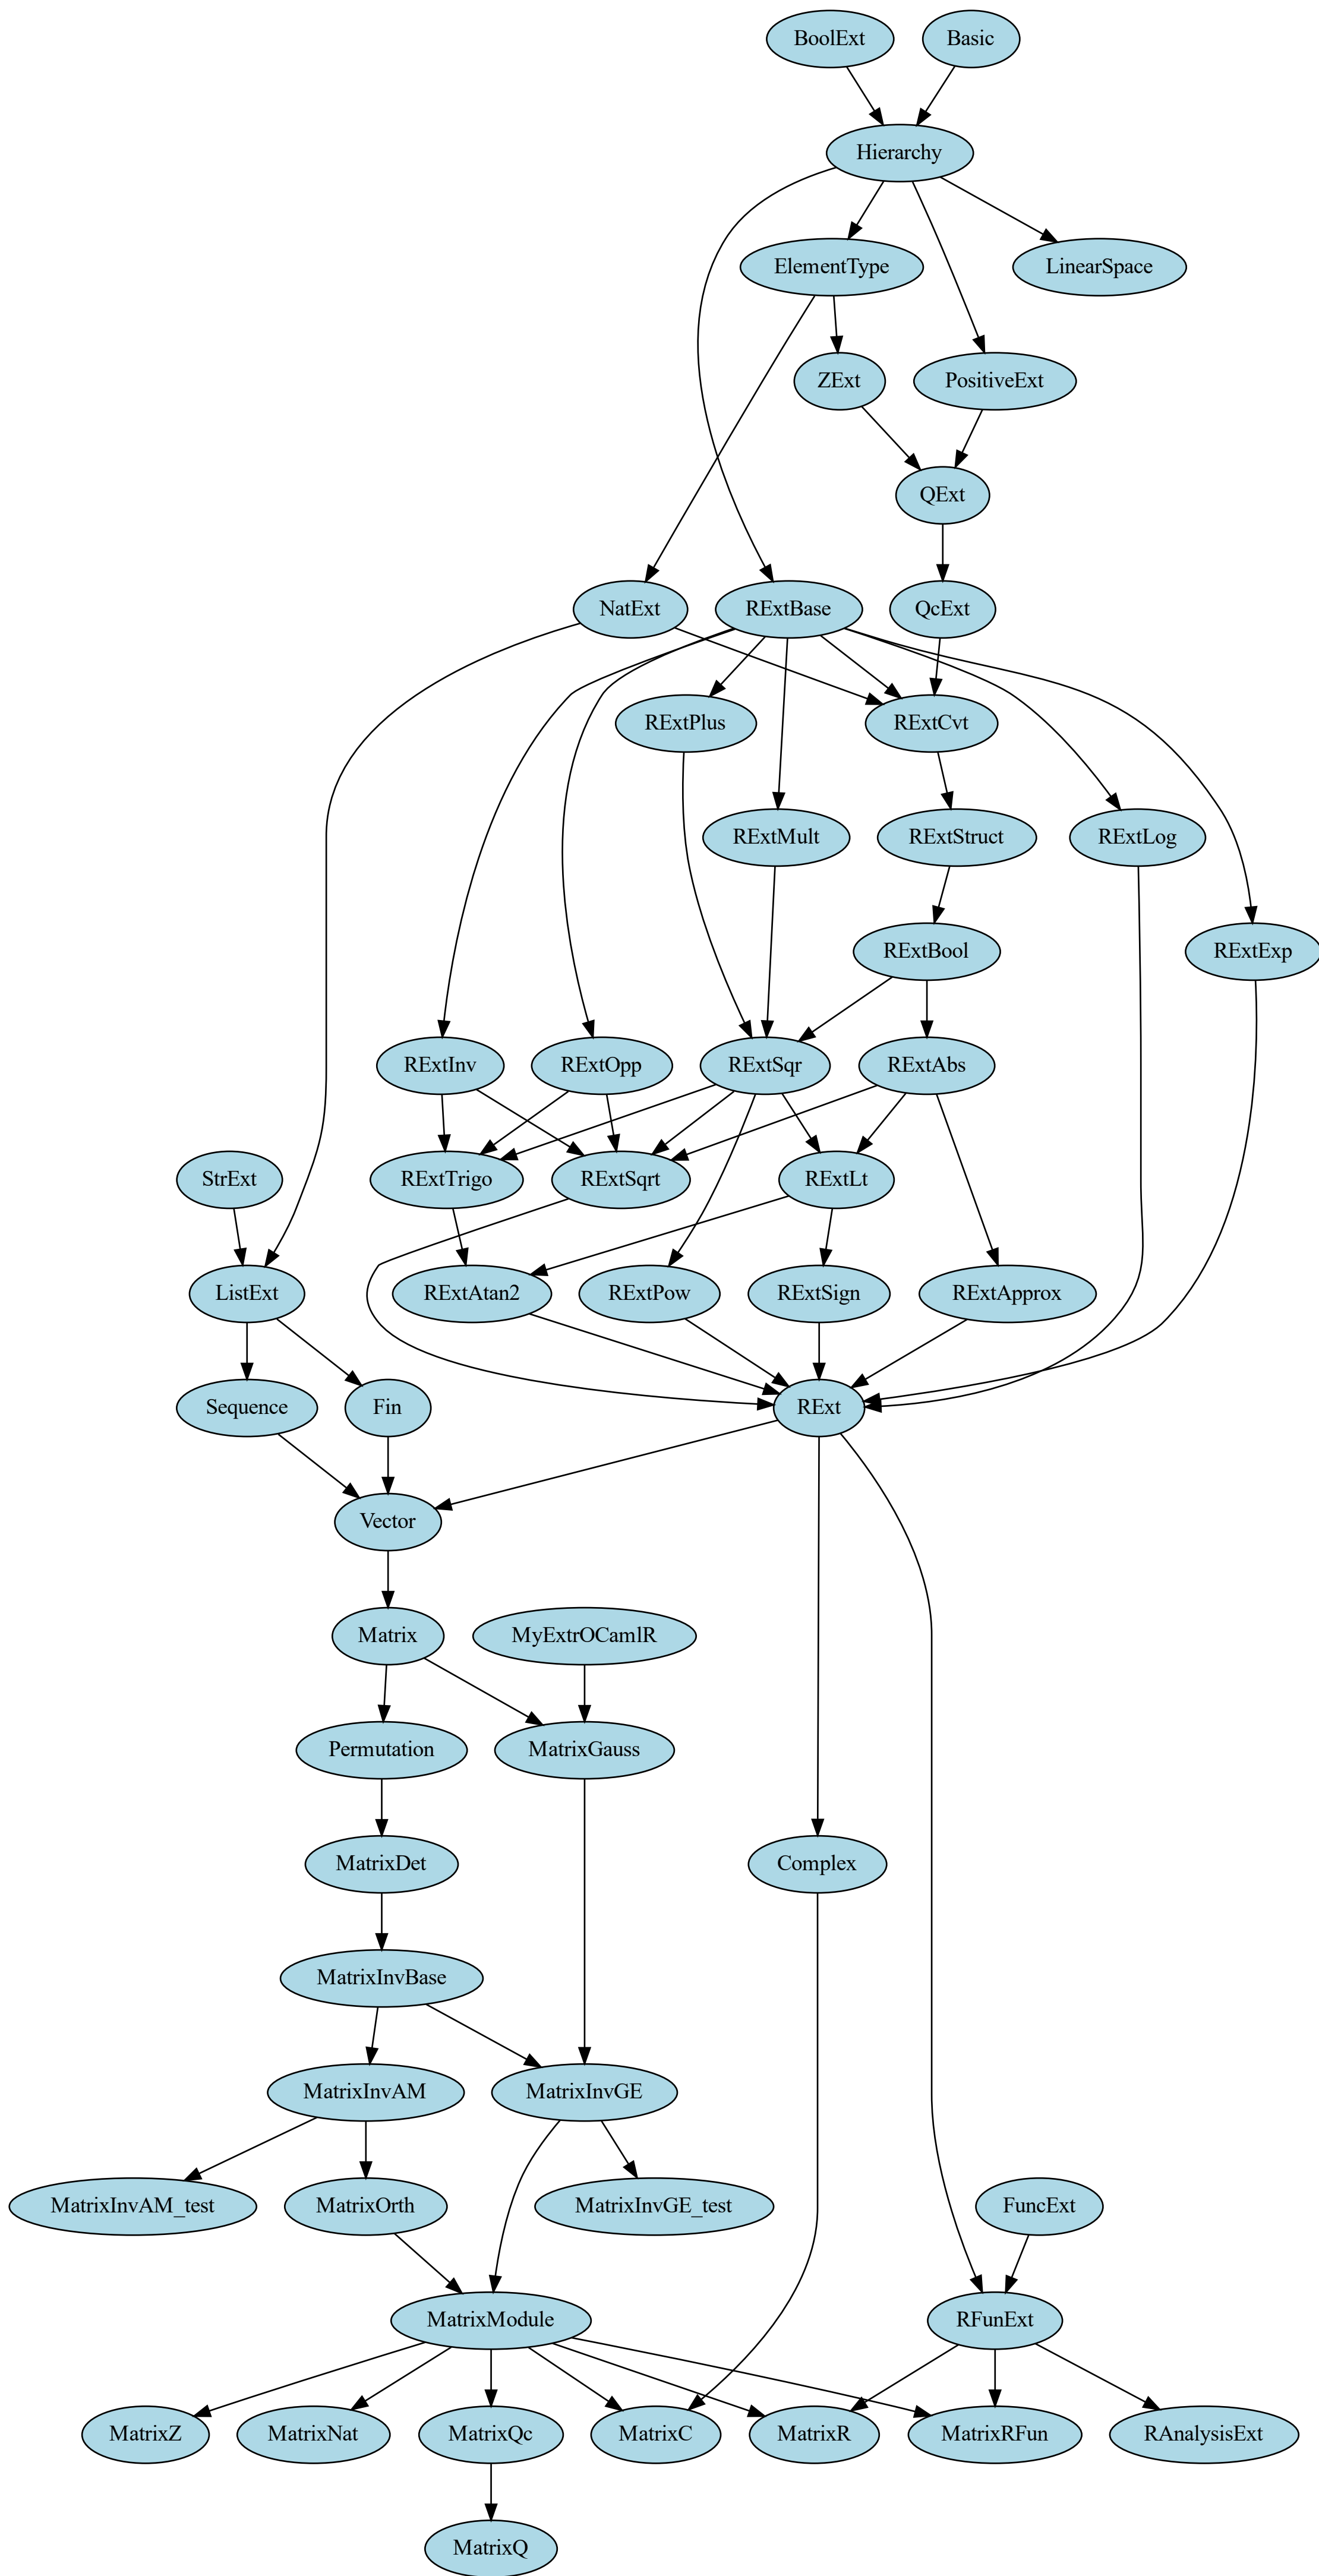 BoolExt
Basic
Hierarchy
ElementType
LinearSpace
ZExt
PositiveExt
QExt
NatExt
RExtBase
QcExt
RExtPlus
RExtCvt
RExtMult
RExtStruct
RExtLog
RExtBool
RExtExp
RExtInv
RExtOpp
RExtSqr
RExtAbs
StrExt
RExtTrigo
RExtSqrt
RExtLt
ListExt
RExtAtan2
RExtPow
RExtSign
RExtApprox
Sequence
Fin
RExt
Vector
Matrix
MyExtrOCamlR
Permutation
MatrixGauss
MatrixDet
Complex
MatrixInvBase
MatrixInvAM
MatrixInvGE
MatrixInvAM_test
MatrixOrth
MatrixInvGE_test
FuncExt
MatrixModule
RFunExt
MatrixZ
MatrixNat
MatrixQc
MatrixC
MatrixR
MatrixRFun
RAnalysisExt
MatrixQ